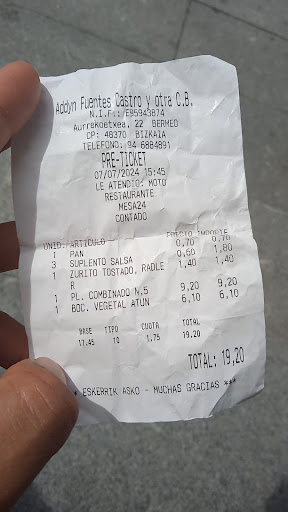 Addyn Fuentes Castro y otra C.B.
N.I.F.:E95943874
Aurrekoetxea, 22 BERMEO
CP: 48370 BIZKAIA
TELEFONO: 94 6884891
PRE-TICKET
07/07/2024 15:45
LE ATENDIO: MOTO
RESTAURANTE
MESA24
CONTADO
UNID. ARTICULO PRECIO IMPORTE
1 PAN 0,70 0,70
3 SUPLENTO SALSA 0,60 1,80
1 ZURITO TOSTADO, RADLE 1,40 1,40
R
1 PL. COMBINADO N.5 9,20 9,20
1 BOC. VEGETAL ATUN 6,10 6,10
BASE TIPO CUOTA TOTAL
17,45 10 1,75 19,20
TOTAL: 19,20
* ESKERRIK ASKO - MUCHAS GRACIAS ***